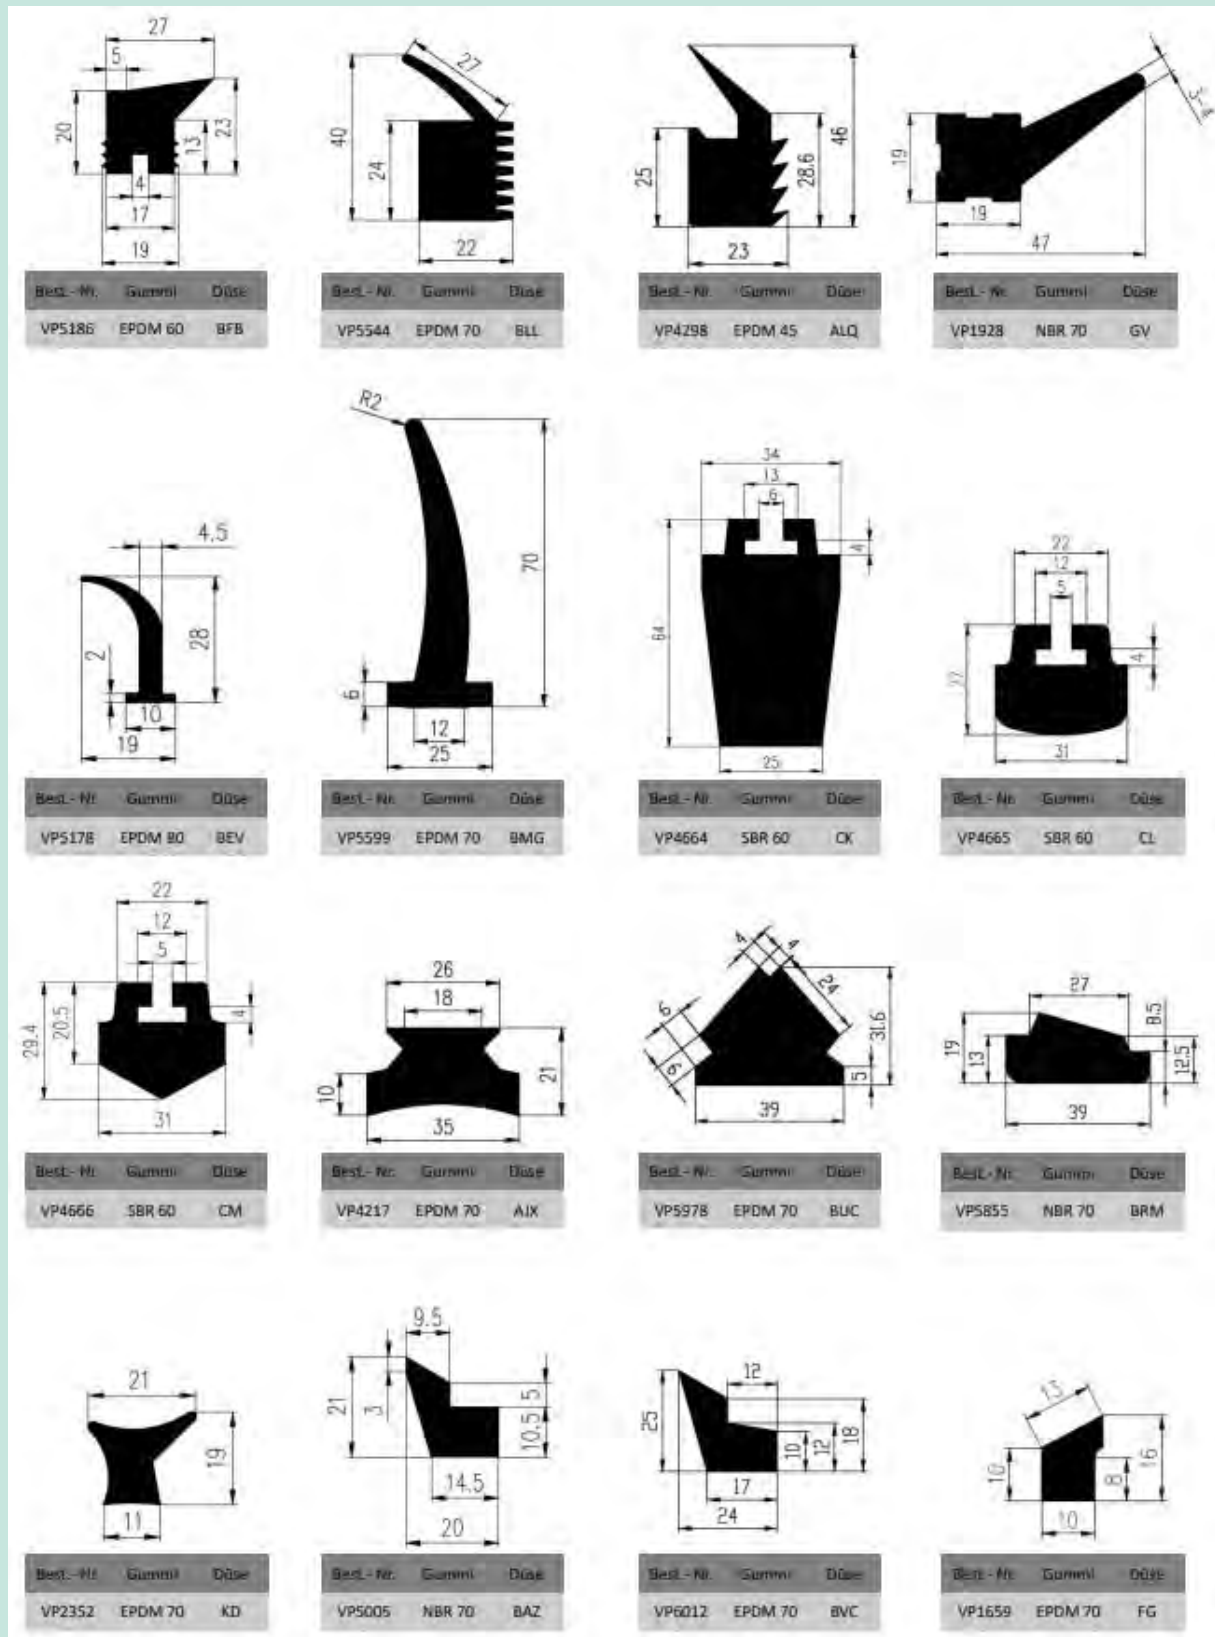 27
5
20
13
23
4
17
19
Best.- Nr. Gummi Düse
VP5186 EPDM 60 BFB
27
40
24
22
Best.- Nr. Gummi Düse
VP5544 EPDM 70 BLL
25
28.6
46
23
Best.- Nr. Gummi Düse
VP4298 EPDM 45 ALQ
3-4
19
19
47
Best.- Nr. Gummi Düse
VP1928 NBR 70 GV
4,5
2
28
10
19
Best.- Nr. Gummi Düse
VP5178 EPDM 80 BEV
R2
70
6
12
25
Best.- Nr. Gummi Düse
VP5599 EPDM 70 BMG
34
13
6
4
64
25
Best.- Nr. Gummi Düse
VP4664 SBR 60 CK
22
12
5
4
31
Best.- Nr. Gummi Düse
VP4665 SBR 60 CL
22
12
5
29.4
20.5
4
31
Best.- Nr. Gummi Düse
VP4666 SBR 60 CM
26
18
10
21
35
Best.- Nr. Gummi Düse
VP4217 EPDM 70 AJX
4
4
24
6
6
31.6
5
39
Best.- Nr. Gummi Düse
VP5978 EPDM 70 BUC
27
8.5
19
13
12.5
39
Best.- Nr. Gummi Düse
VP5855 NBR 70 BRM
21
19
11
Best.- Nr. Gummi Düse
VP2352 EPDM 70 KD
9.5
21
3
5
10.5
14.5
20
Best.- Nr. Gummi Düse
VP5005 NBR 70 BAZ
12
25
10
12
18
17
24
Best.- Nr. Gummi Düse
VP6012 EPDM 70 BVC
10
8
16
10
Best.- Nr. Gummi Düse
VP1659 EPDM 70 FG